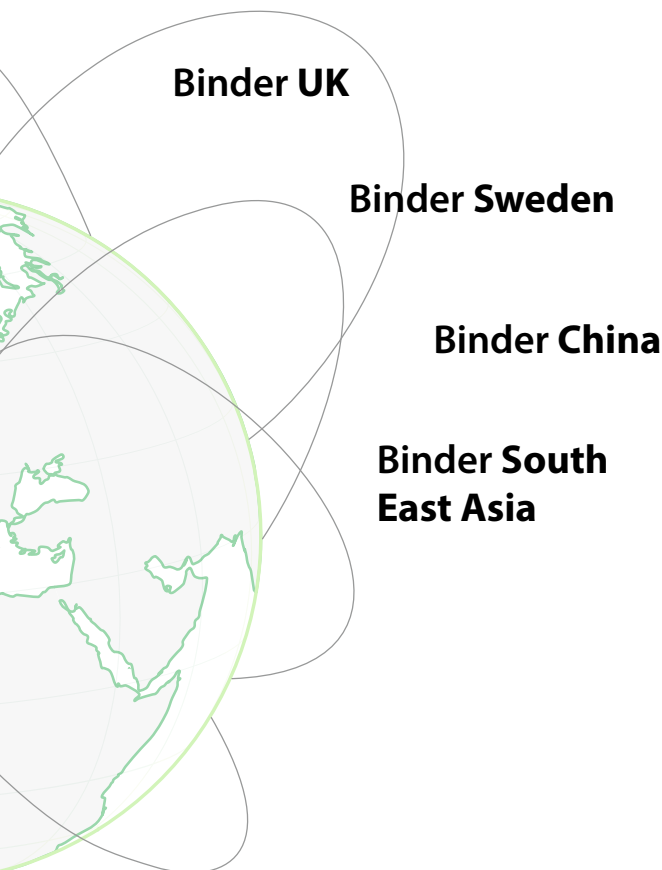 Binder UK
Binder Sweden
Binder China
Binder South
East Asia